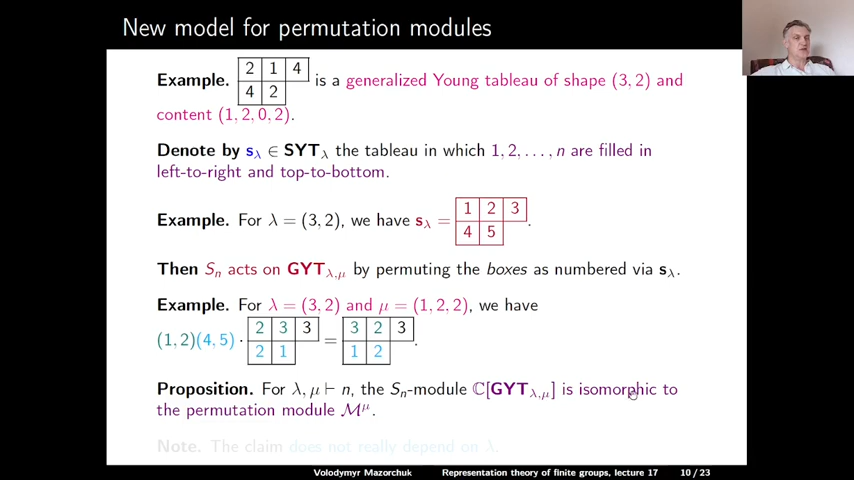 New model for permutation modules
2 1 4
Example. is a generalized Young tableau of shape (3, 2) and
4 2
content (1, 2, 0, 2).
Denote by s_λ ∈ SYT_λ the tableau in which 1, 2, . . . , n are filled in
left-to-right and top-to-bottom.
1 2 3
Example. For λ = (3, 2), we have s_λ = .
4 5
Then S_n acts on GYT_{λ,μ} by permuting the boxes as numbered via s_λ.
Example. For λ = (3, 2) and μ = (1, 2, 2), we have
2 3 3 3 2 3
(1, 2)(4, 5) · = .
2 1 1 2
Proposition. For λ, μ ⊢ n, the S_n-module ℂ[GYT_{λ,μ}] is isomorphic to
the permutation module ℳ^μ.
Note. The claim does not really depend on λ.
Volodymyr Mazorchuk Representation theory of finite groups, lecture 17 10 / 23